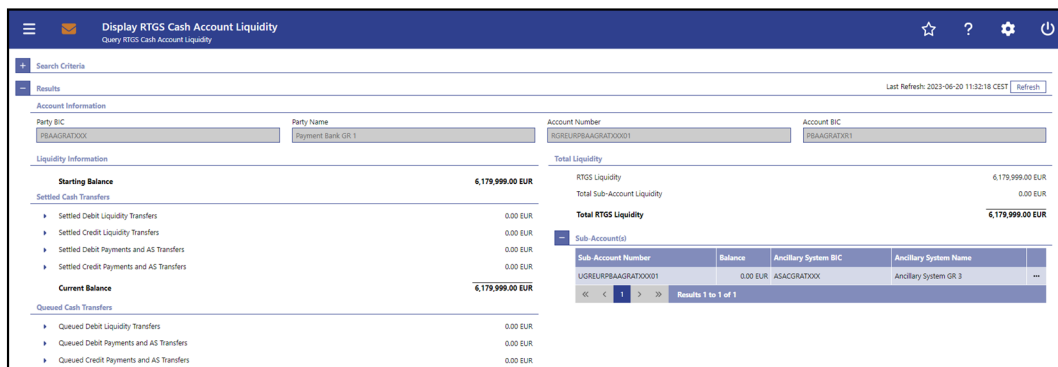 Display RTGS Cash Account Liquidity
Query RTGS Cash Account Liquidity
+ Search Criteria
− Results
Last Refresh: 2023-06-20 11:32:18 CEST Refresh
Account Information
Party BIC Party Name Account Number Account BIC
PBAAGRATXXX Payment Bank GR 1 RGREURPBAAGRATXXX01 PBAAGRATXR1
Liquidity Information
Starting Balance 6,179,999.00 EUR
Settled Cash Transfers
Settled Debit Liquidity Transfers 0.00 EUR
Settled Credit Liquidity Transfers 0.00 EUR
Settled Debit Payments and AS Transfers 0.00 EUR
Settled Credit Payments and AS Transfers 0.00 EUR
Current Balance 6,179,999.00 EUR
Queued Cash Transfers
Queued Debit Liquidity Transfers 0.00 EUR
Queued Debit Payments and AS Transfers 0.00 EUR
Queued Credit Payments and AS Transfers 0.00 EUR
Total Liquidity
RTGS Liquidity 6,179,999.00 EUR
Total Sub-Account Liquidity 0.00 EUR
Total RTGS Liquidity 6,179,999.00 EUR
− Sub-Account(s)
Sub-Account Number Balance Ancillary System BIC Ancillary System Name
UGREURPBAAGRATXXX01 0.00 EUR ASACGRATXXX Ancillary System GR 3 ...
« < 1 > » Results 1 to 1 of 1